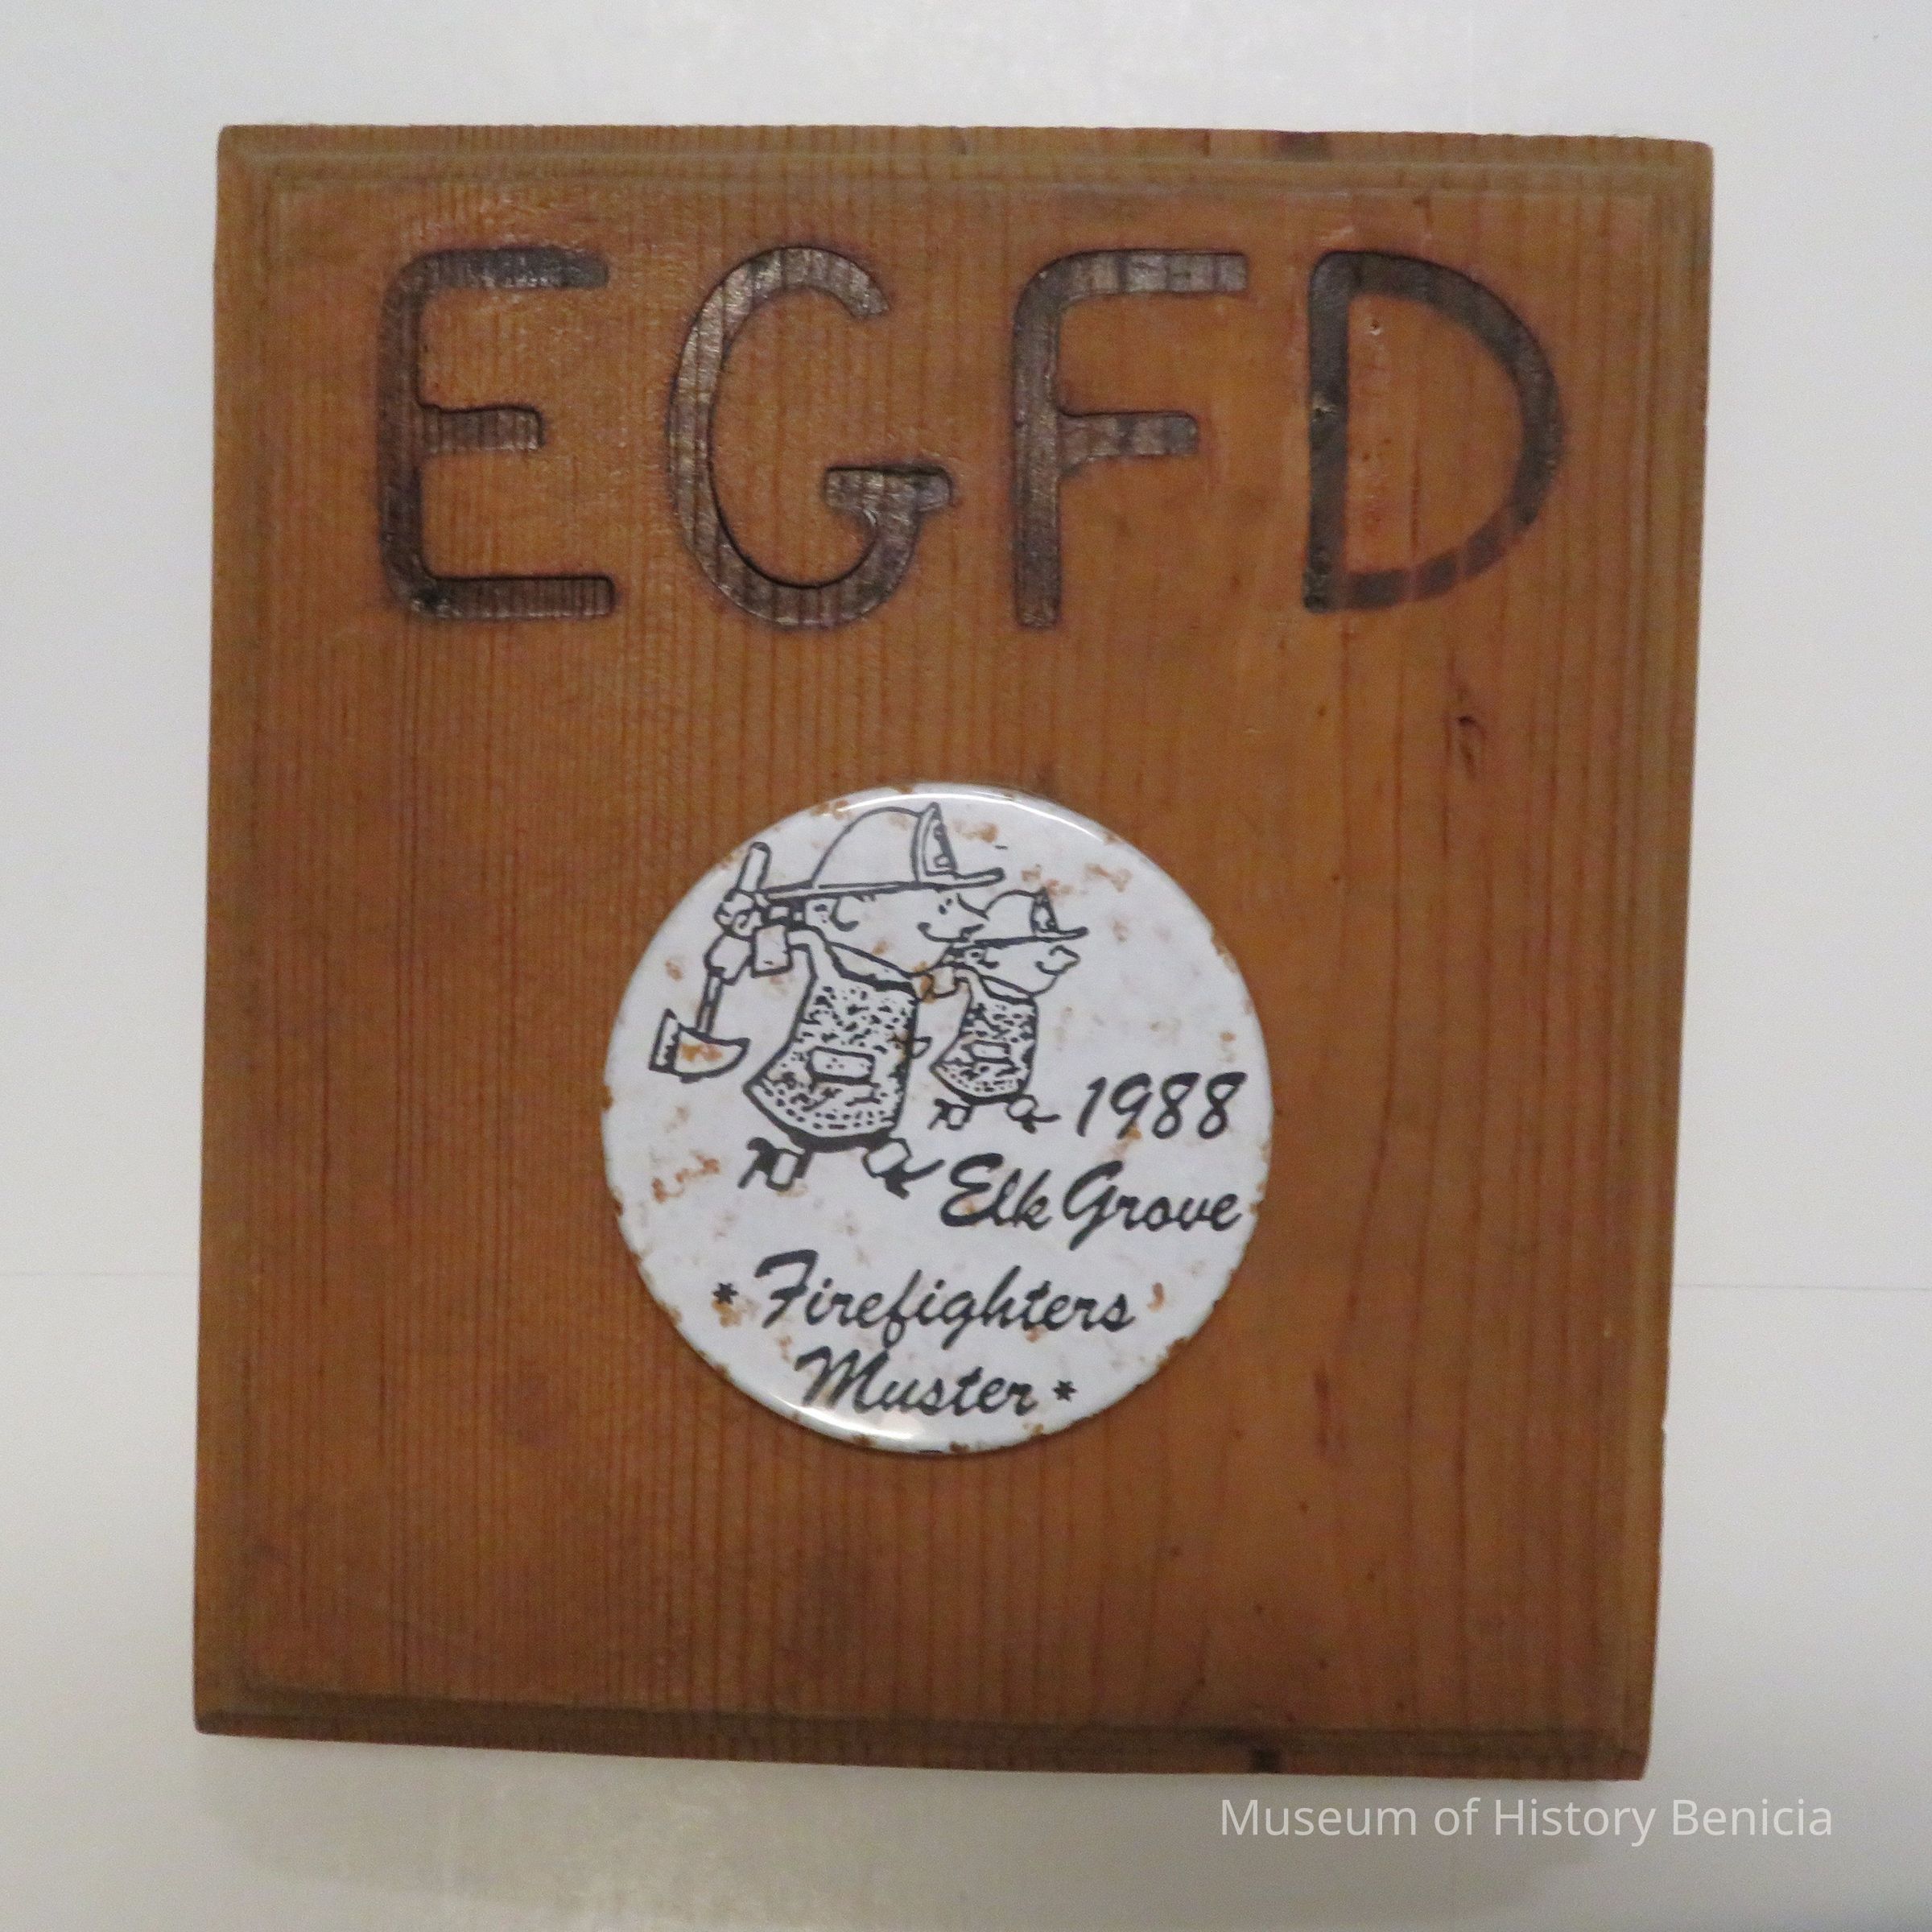 EGFD
1988
Elk Grove
* Firefighters
Muster *
Museum of History Benicia